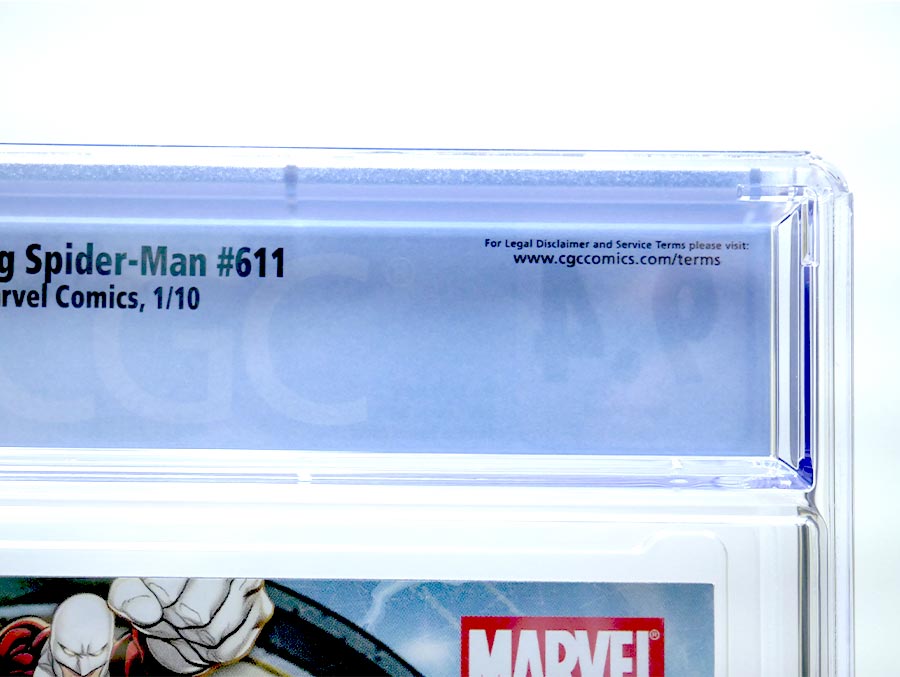 g Spider-Man #611
rvel Comics, 1/10
For Legal Disclaimer and Service Terms please visit:
www.cgccomics.com/terms
CGC
MARVEL